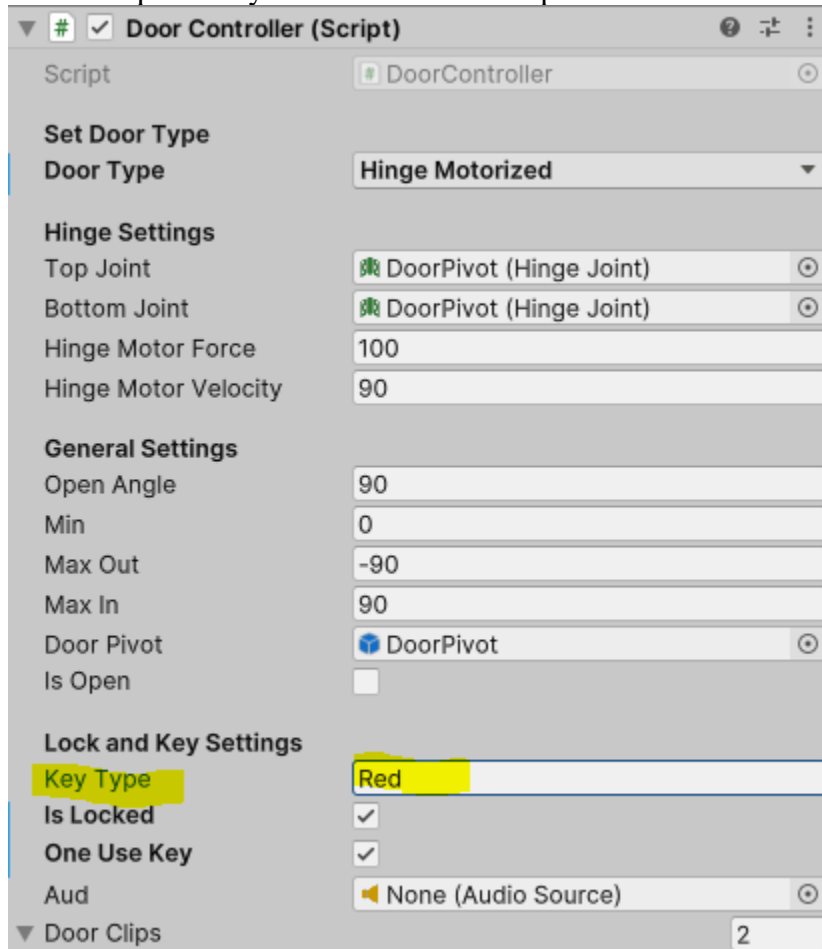 # Door Controller (Script)
Script # DoorController
Set Door Type
Door Type Hinge Motorized
Hinge Settings
Top Joint DoorPivot (Hinge Joint)
Bottom Joint DoorPivot (Hinge Joint)
Hinge Motor Force 100
Hinge Motor Velocity 90
General Settings
Open Angle 90
Min 0
Max Out -90
Max In 90
Door Pivot DoorPivot
Is Open
Lock and Key Settings
Key Type Red
Is Locked
One Use Key
Aud None (Audio Source)
Door Clips 2